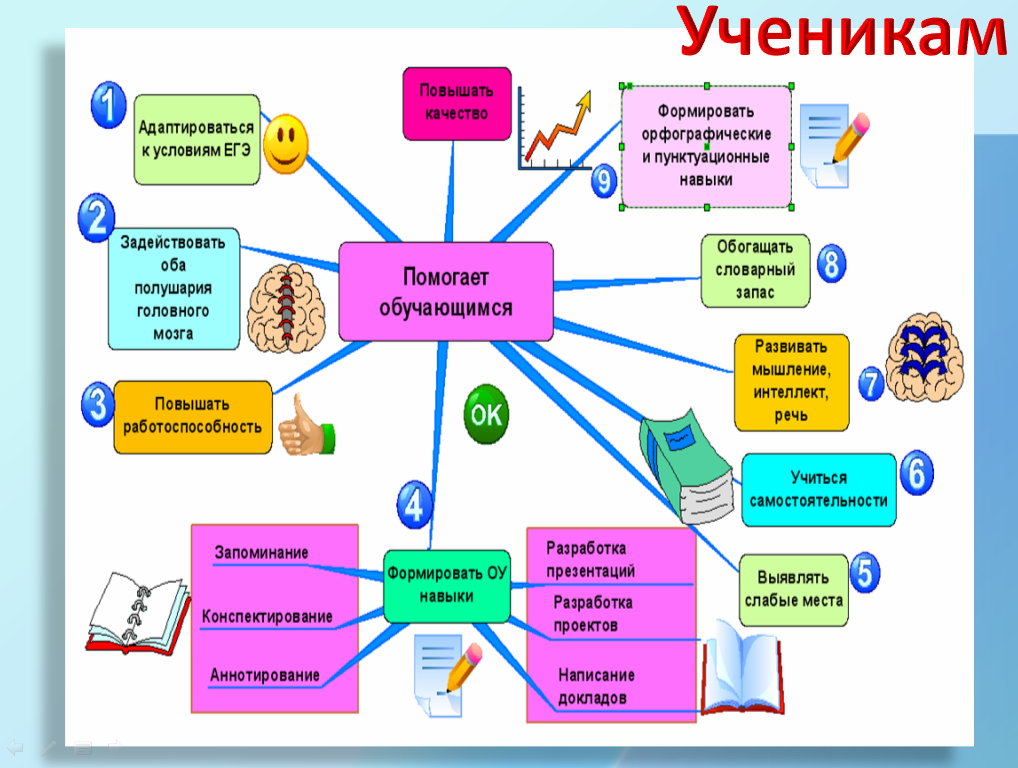 Ученикам
Помогает
обучающимся
1
Адаптироваться
к условиям ЕГЭ
2
Задействовать
оба
полушария
головного
мозга
3
Повышать
работоспособность
4
Формировать ОУ
навыки
Запоминание
Конспектирование
Аннотирование
Разработка
презентаций
Разработка
проектов
Написание
докладов
5
Выявлять
слабые места
6
Учиться
самостоятельности
7
Развивать
мышление,
интеллект,
речь
8
Обогащать
словарный
запас
9
Формировать
орфографические
и пунктуационные
навыки
Повышать
качество
OK